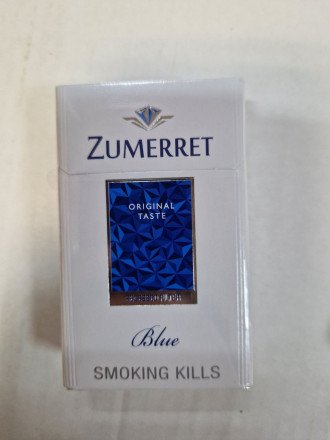 ZUMERRET
ORIGINAL
TASTE
Blue
SMOKING KILLS